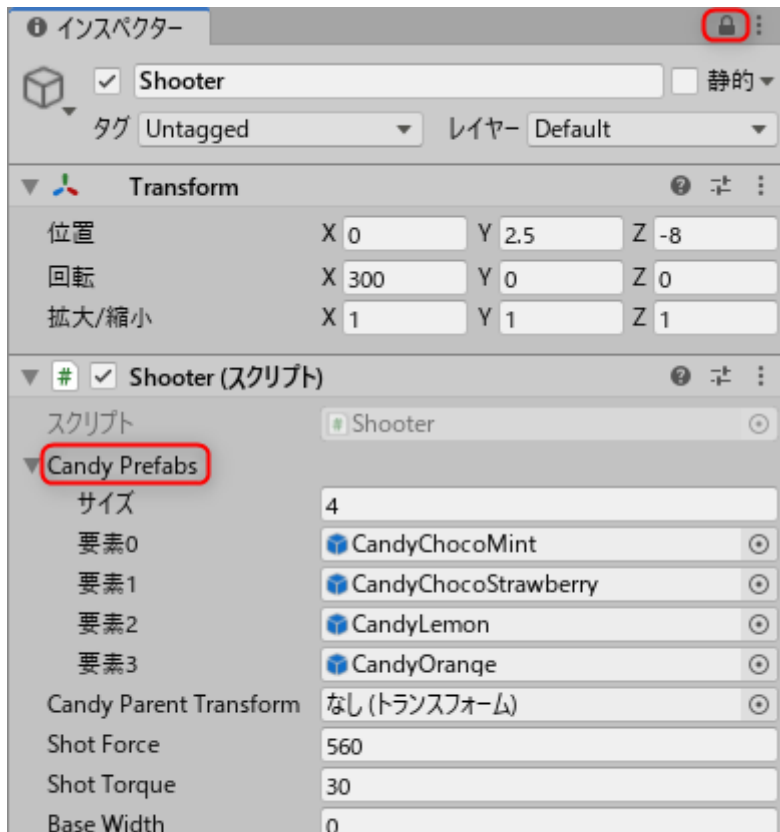 インスペクター
Shooter 静的
タグ Untagged レイヤー Default
Transform
位置 X 0 Y 2.5 Z -8
回転 X 300 Y 0 Z 0
拡大/縮小 X 1 Y 1 Z 1
# Shooter (スクリプト)
スクリプト # Shooter
Candy Prefabs
サイズ 4
要素0 CandyChocoMint
要素1 CandyChocoStrawberry
要素2 CandyLemon
要素3 CandyOrange
Candy Parent Transform なし (トランスフォーム)
Shot Force 560
Shot Torque 30
Base Width 0